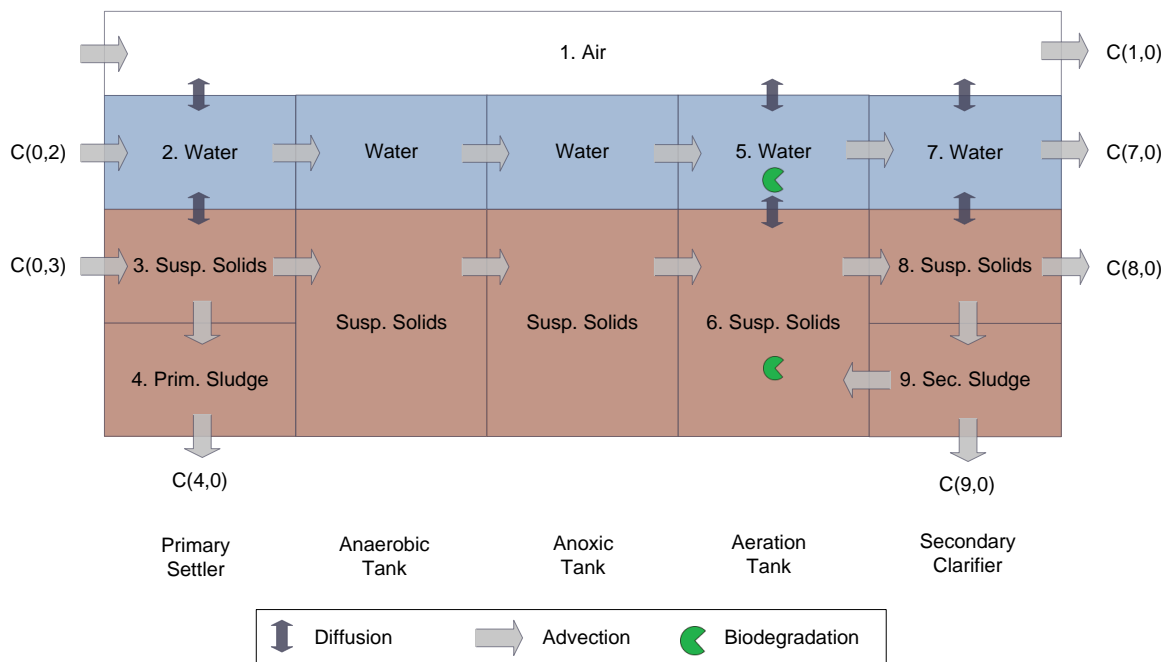 1. Air
C(1,0)
C(0,2)
2. Water
Water
Water
5. Water
7. Water
C(7,0)
C(0,3)
3. Susp. Solids
8. Susp. Solids
C(8,0)
Susp. Solids
Susp. Solids
6. Susp. Solids
4. Prim. Sludge
9. Sec. Sludge
C(4,0)
C(9,0)
Primary
Settler
Anaerobic
Tank
Anoxic
Tank
Aeration
Tank
Secondary
Clarifier
Diffusion
Advection
Biodegradation